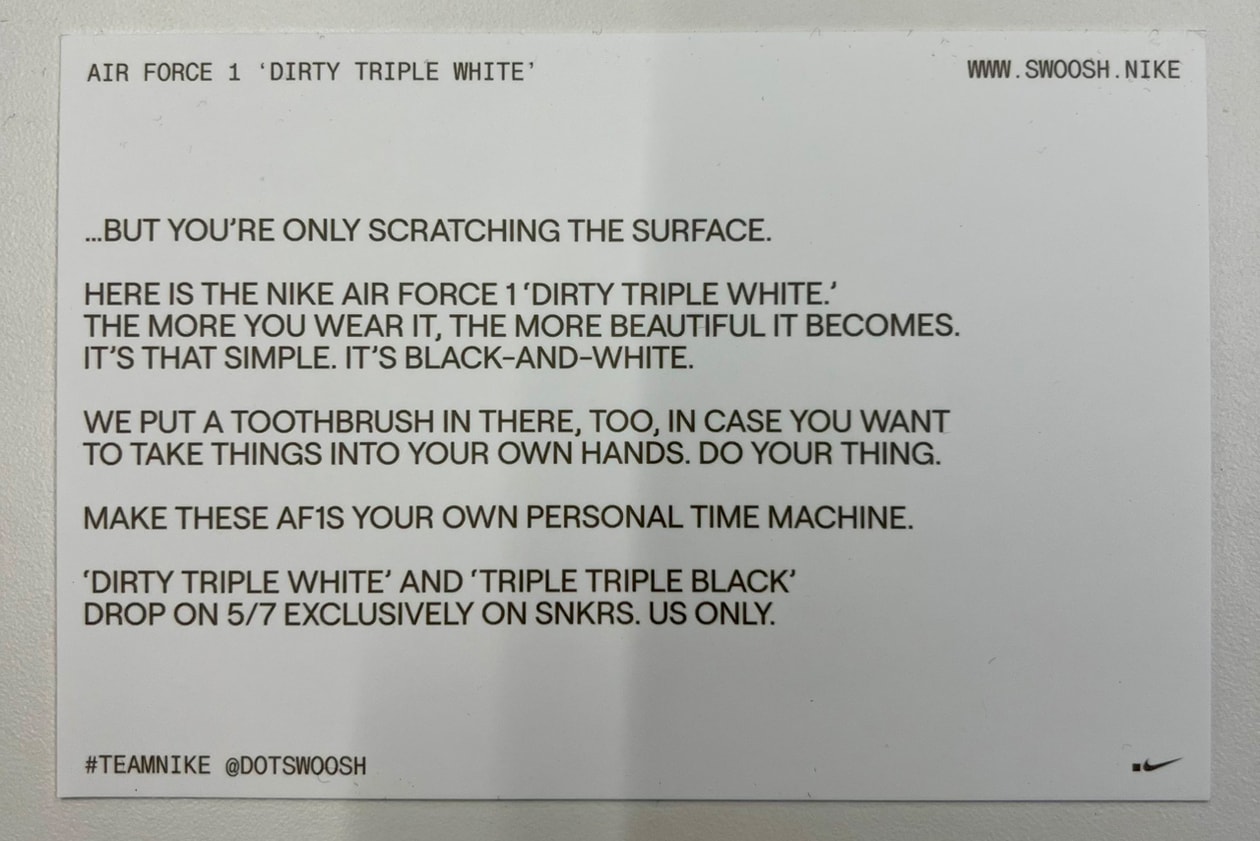 AIR FORCE 1 ‘DIRTY TRIPLE WHITE’
WWW.SWOOSH.NIKE
…BUT YOU’RE ONLY SCRATCHING THE SURFACE.
HERE IS THE NIKE AIR FORCE 1 ‘DIRTY TRIPLE WHITE.’
THE MORE YOU WEAR IT, THE MORE BEAUTIFUL IT BECOMES.
IT’S THAT SIMPLE. IT’S BLACK–AND–WHITE.
WE PUT A TOOTHBRUSH IN THERE, TOO, IN CASE YOU WANT
TO TAKE THINGS INTO YOUR OWN HANDS. DO YOUR THING.
MAKE THESE AF1S YOUR OWN PERSONAL TIME MACHINE.
‘DIRTY TRIPLE WHITE’ AND ‘TRIPLE TRIPLE BLACK’
DROP ON 5/7 EXCLUSIVELY ON SNKRS. US ONLY.
#TEAMNIKE @DOTSWOOSH